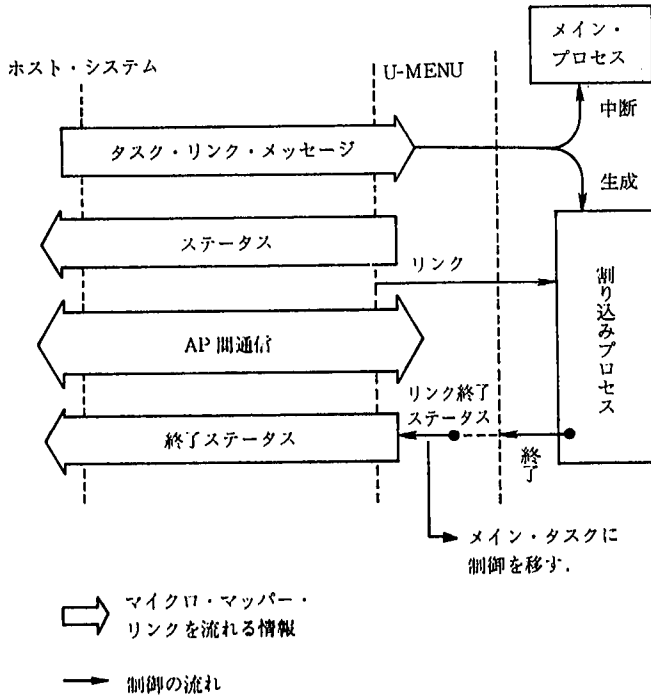 メイン・
プロセス
ホスト・システム
U-MENU
中断
タスク・リンク・メッセージ
生成
ステータス
リンク
割り込みプロセス
AP間通信
リンク終了
ステータス
終了ステータス
終了
メイン・タスクに
制御を移す.
マイクロ・マッパー・
リンクを流れる情報
制御の流れ